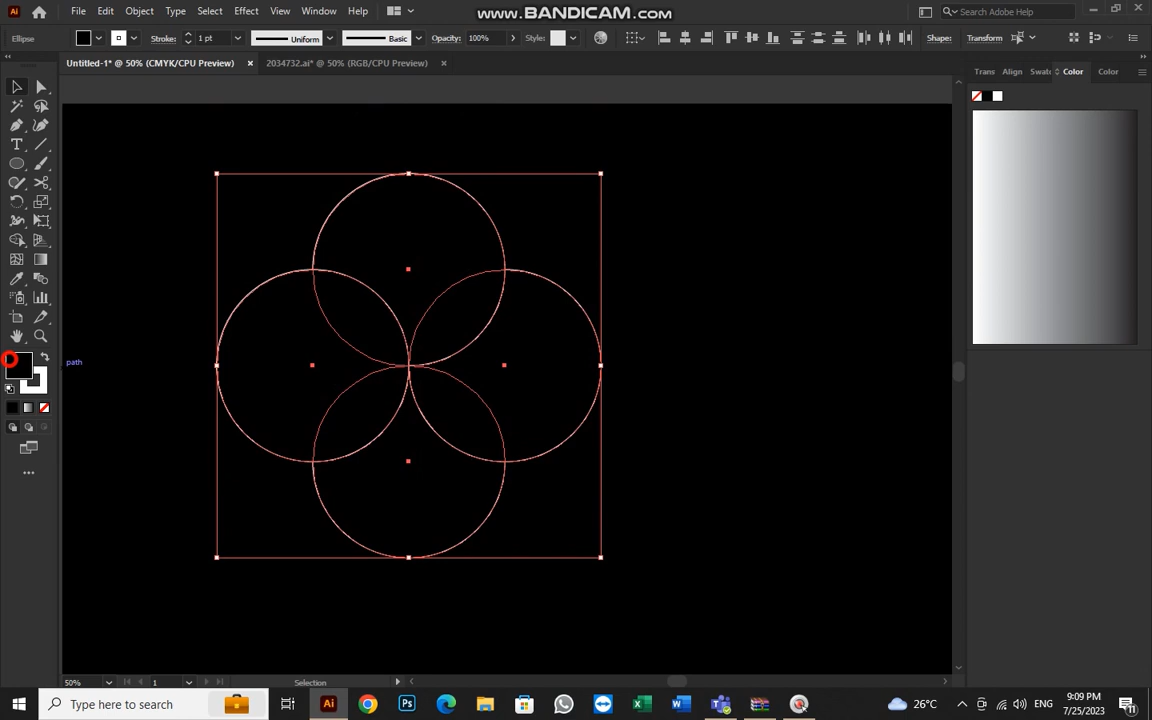 Ai
File Edit Object Type Select Effect View Window Help
www.BANDICAM.com
Search Adobe Help
Ellipse
Stroke:
1 pt
Uniform
Basic
Opacity:
100%
Style:
Shape:
Transform
Untitled-1* @ 50% (CMYK/CPU Preview)
2034732.ai* @ 50% (RGB/CPU Preview)
Trans
Align
Swatc
Color
Color
path
50%
1
Selection
Type here to search
26°C
ENG
9:09 PM
7/25/2023
11